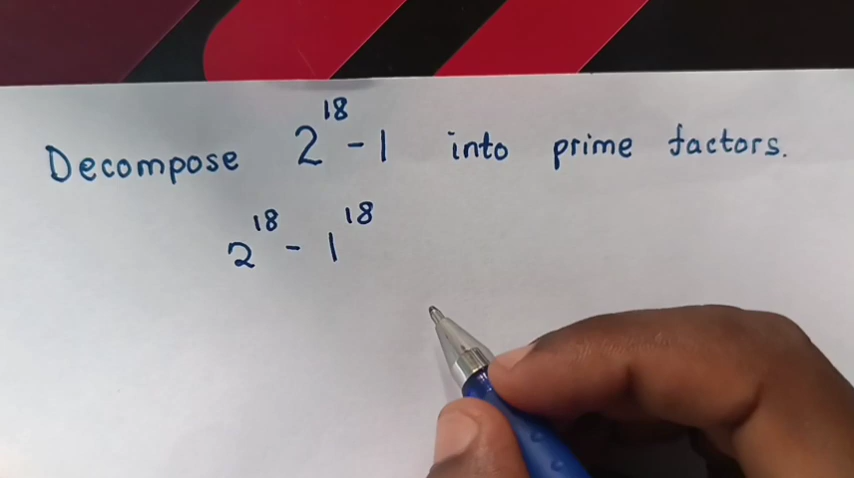 Decompose 2^18 - 1 into prime factors.
2^18 - 1^18